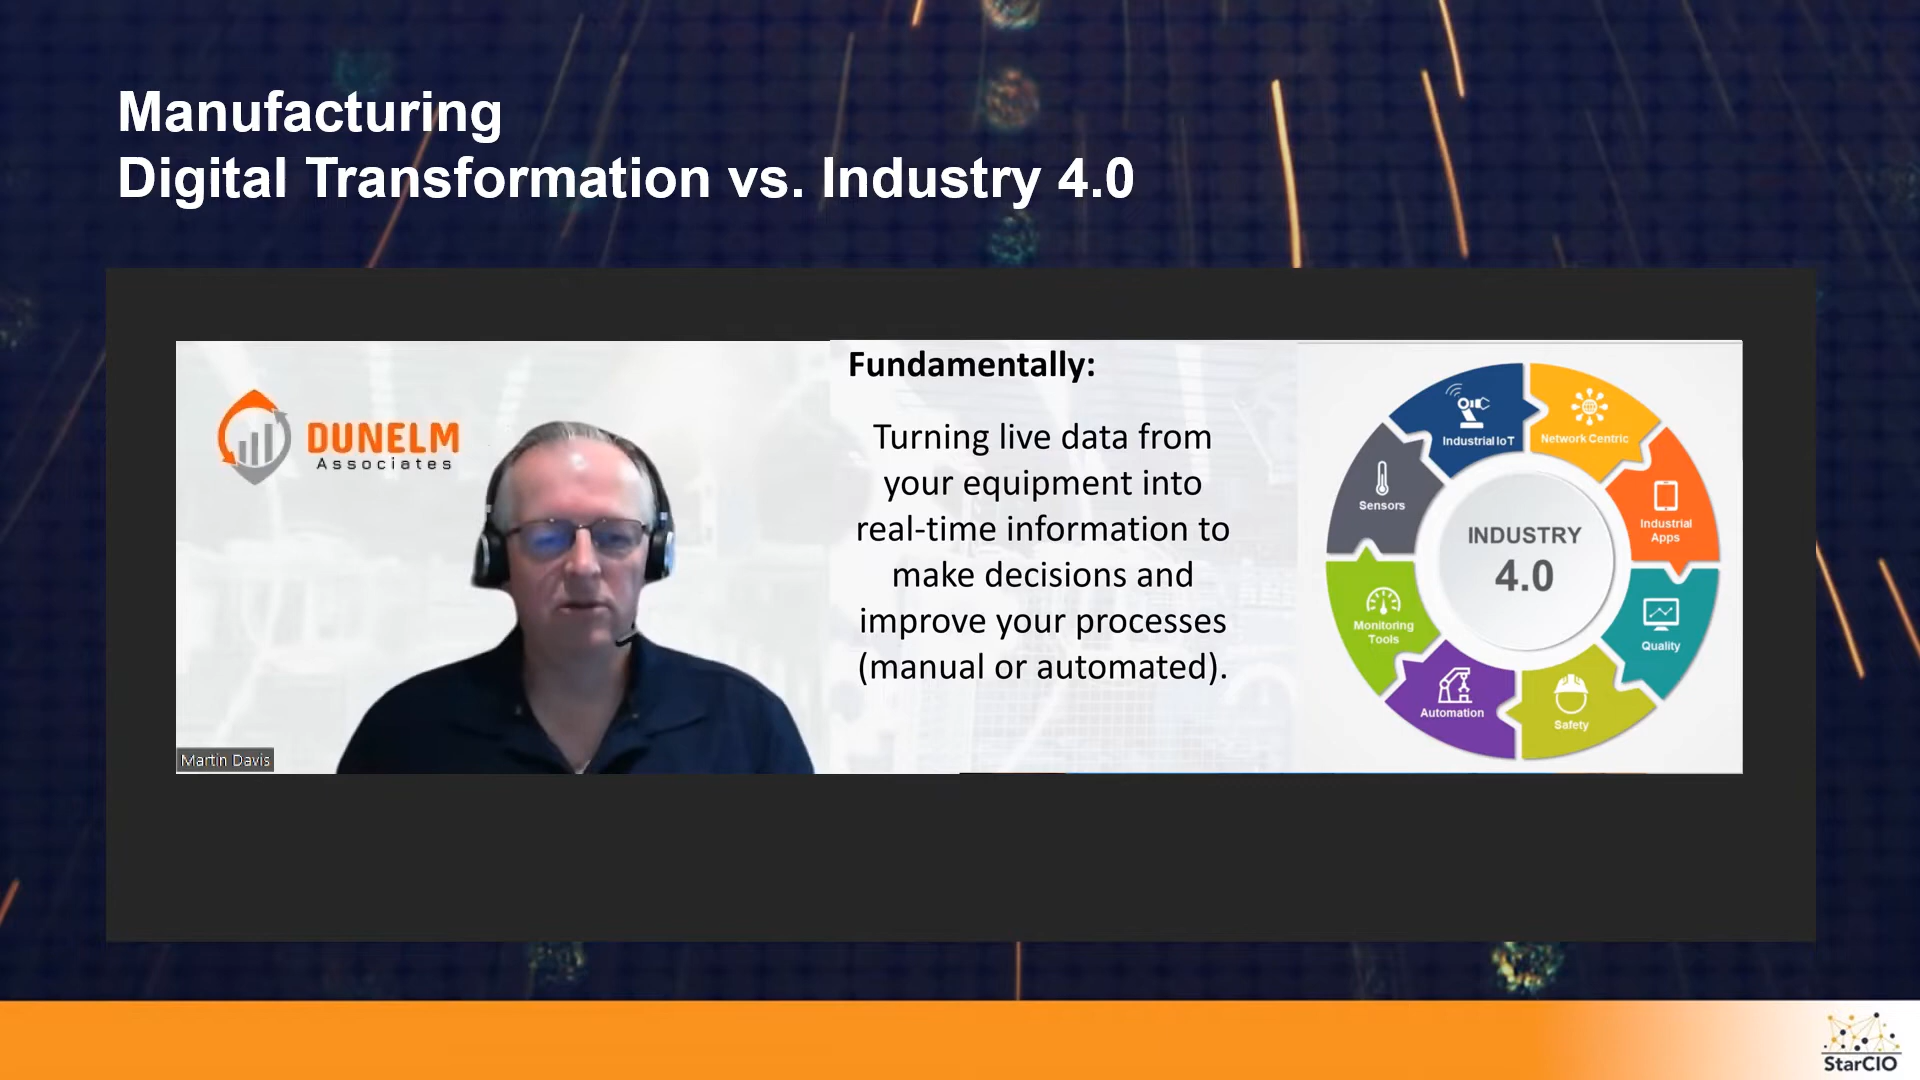 Manufacturing
Digital Transformation vs. Industry 4.0
DUNELM
Associates
Martin Davis
Fundamentally:
Turning live data from
your equipment into
real-time information to
make decisions and
improve your processes
(manual or automated).
Industrial IoT
Network Centric
Sensors
Industrial
Apps
INDUSTRY
4.0
Monitoring
Tools
Quality
Automation
Safety
StarCIO